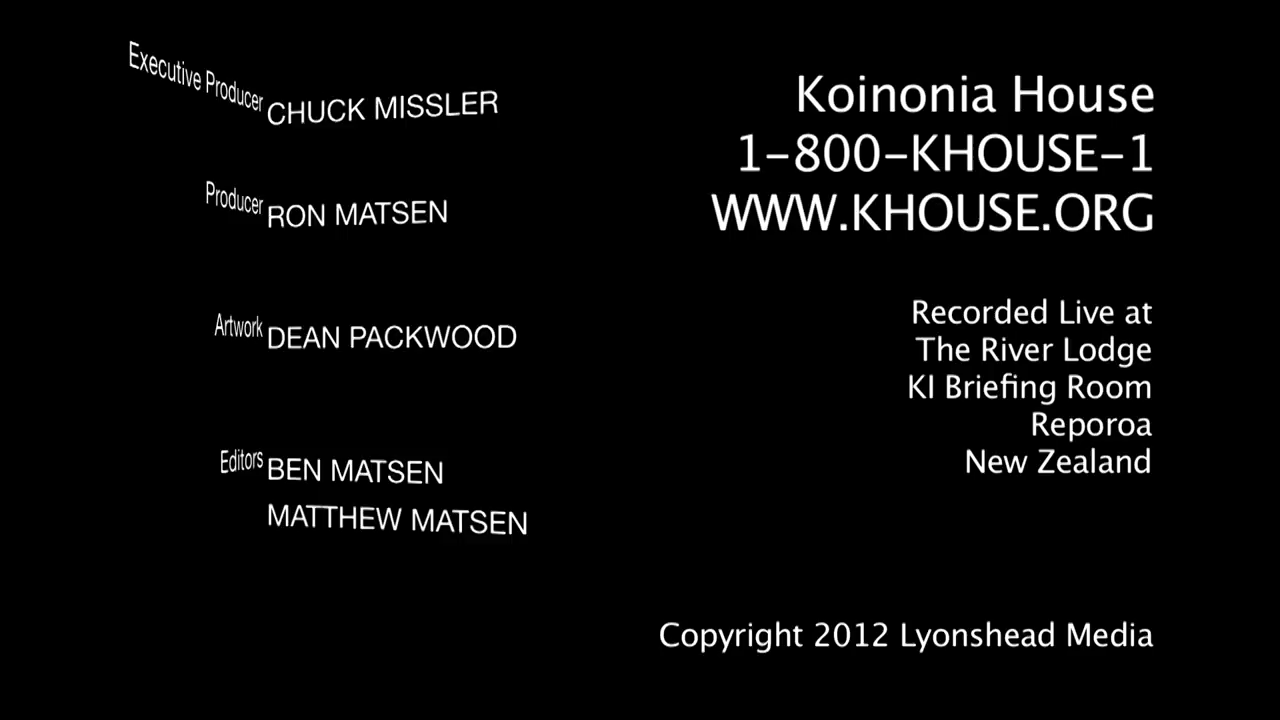 Executive Producer CHUCK MISSLER
Producer RON MATSEN
Artwork DEAN PACKWOOD
Editors BEN MATSEN
MATTHEW MATSEN
Koinonia House
1-800-KHOUSE-1
WWW.KHOUSE.ORG
Recorded Live at
The River Lodge
KI Briefing Room
Reporoa
New Zealand
Copyright 2012 Lyonshead Media